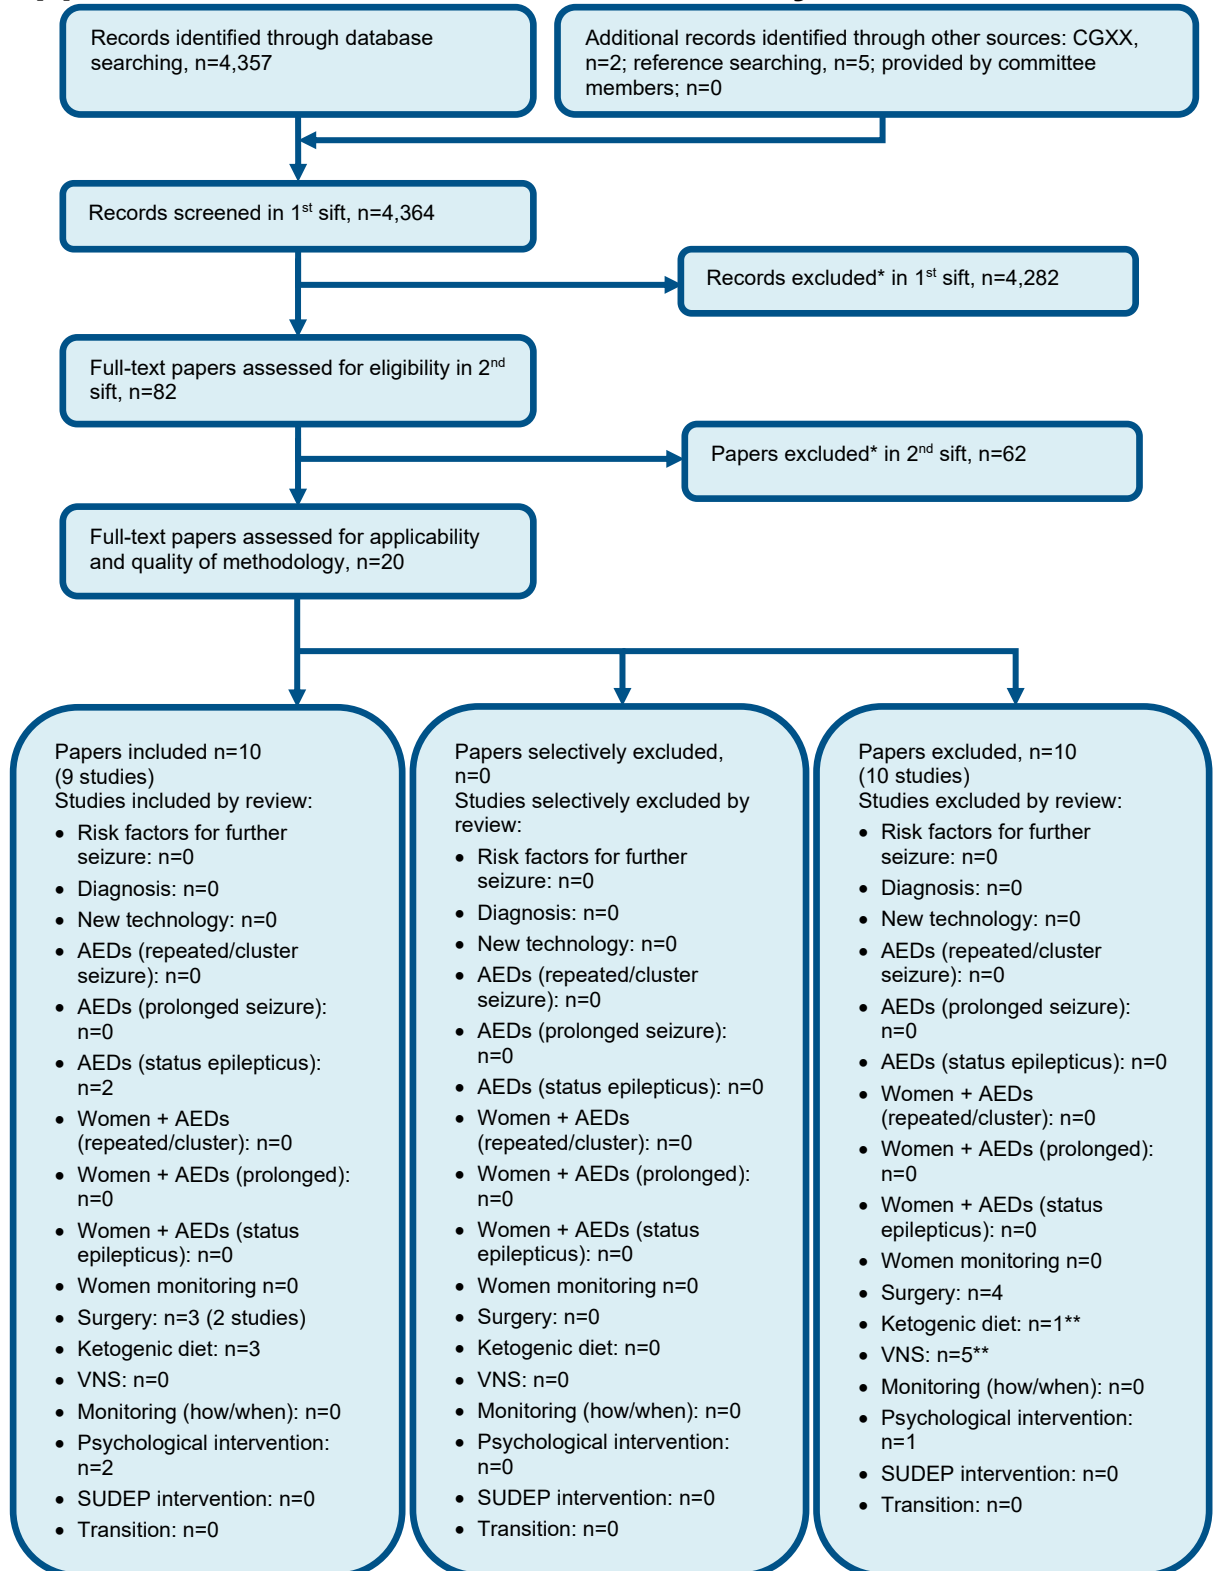 Records identified through database
searching, n=4,357
Additional records identified through other sources: CGXX,
n=2; reference searching, n=5; provided by committee
members; n=0
Records screened in 1st sift, n=4,364
Records excluded* in 1st sift, n=4,282
Full-text papers assessed for eligibility in 2nd
sift, n=82
Papers excluded* in 2nd sift, n=62
Full-text papers assessed for applicability
and quality of methodology, n=20
Papers included n=10
(9 studies)
Studies included by review:
• Risk factors for further
seizure: n=0
• Diagnosis: n=0
• New technology: n=0
• AEDs (repeated/cluster
seizure): n=0
• AEDs (prolonged seizure):
n=0
• AEDs (status epilepticus):
n=2
• Women + AEDs
(repeated/cluster): n=0
• Women + AEDs (prolonged):
n=0
• Women + AEDs (status
epilepticus): n=0
• Women monitoring n=0
• Surgery: n=3 (2 studies)
• Ketogenic diet: n=3
• VNS: n=0
• Monitoring (how/when): n=0
• Psychological intervention:
n=2
• SUDEP intervention: n=0
• Transition: n=0
Papers selectively excluded,
n=0
Studies selectively excluded by
review:
• Risk factors for further
seizure: n=0
• Diagnosis: n=0
• New technology: n=0
• AEDs (repeated/cluster
seizure): n=0
• AEDs (prolonged seizure):
n=0
• AEDs (status epilepticus): n=0
• Women + AEDs
(repeated/cluster): n=0
• Women + AEDs (prolonged):
n=0
• Women + AEDs (status
epilepticus): n=0
• Women monitoring n=0
• Surgery: n=0
• Ketogenic diet: n=0
• VNS: n=0
• Monitoring (how/when): n=0
• Psychological intervention:
n=0
• SUDEP intervention: n=0
• Transition: n=0
Papers excluded, n=10
(10 studies)
Studies excluded by review:
• Risk factors for further
seizure: n=0
• Diagnosis: n=0
• New technology: n=0
• AEDs (repeated/cluster
seizure): n=0
• AEDs (prolonged seizure):
n=0
• AEDs (status epilepticus): n=0
• Women + AEDs
(repeated/cluster): n=0
• Women + AEDs (prolonged):
n=0
• Women + AEDs (status
epilepticus): n=0
• Women monitoring n=0
• Surgery: n=4
• Ketogenic diet: n=1**
• VNS: n=5**
• Monitoring (how/when): n=0
• Psychological intervention:
n=1
• SUDEP intervention: n=0
• Transition: n=0